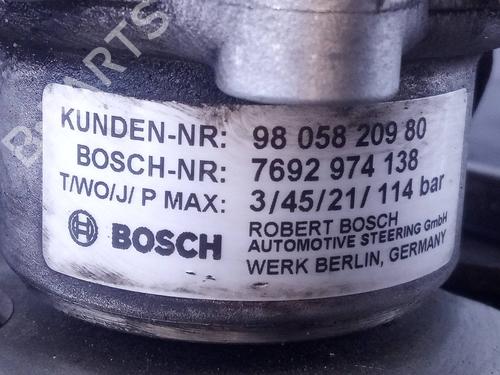 PARTS
KUNDEN-NR: 98 058 209 80
BOSCH-NR: 7692 974 138
T/WO/J/ P MAX: 3/45/21/ 114 bar
BOSCH
ROBERT BOSCH
AUTOMOTIVE STEERING GmbH
WERK BERLIN, GERMANY